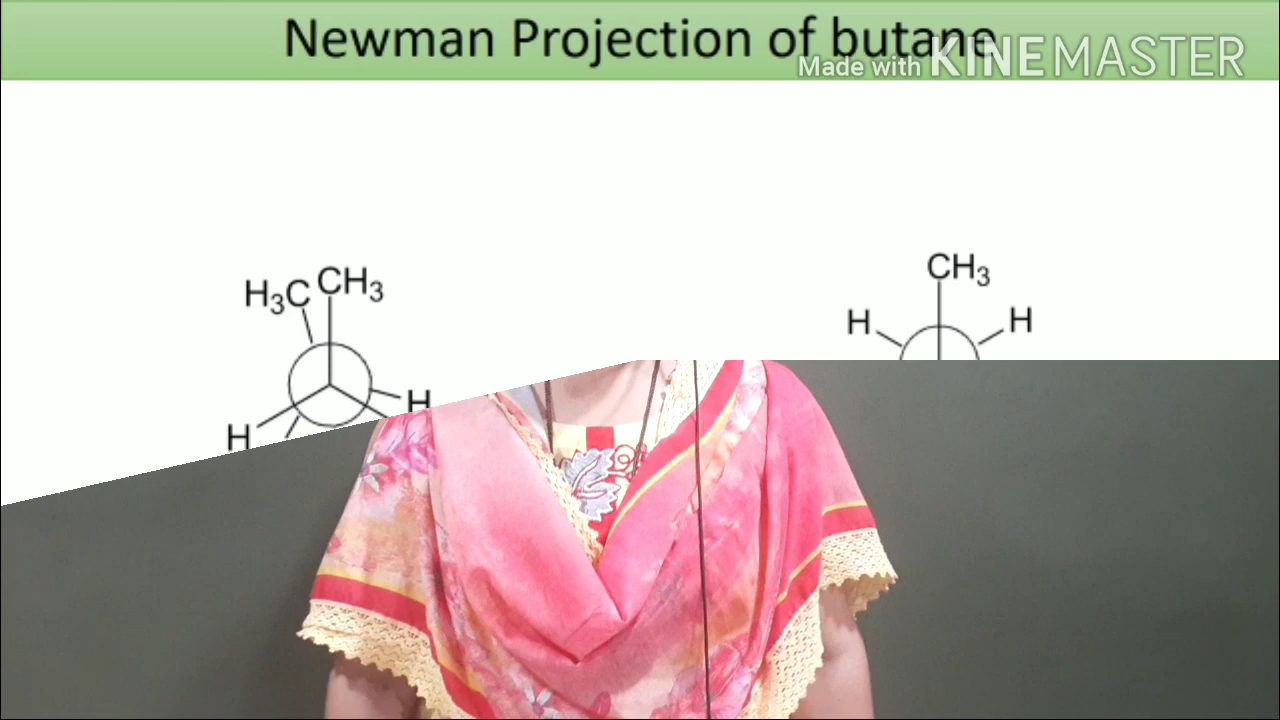 Newman Projection of butane
Made with KINEMASTER
H₃C CH₃
H
H
CH₃
H
H